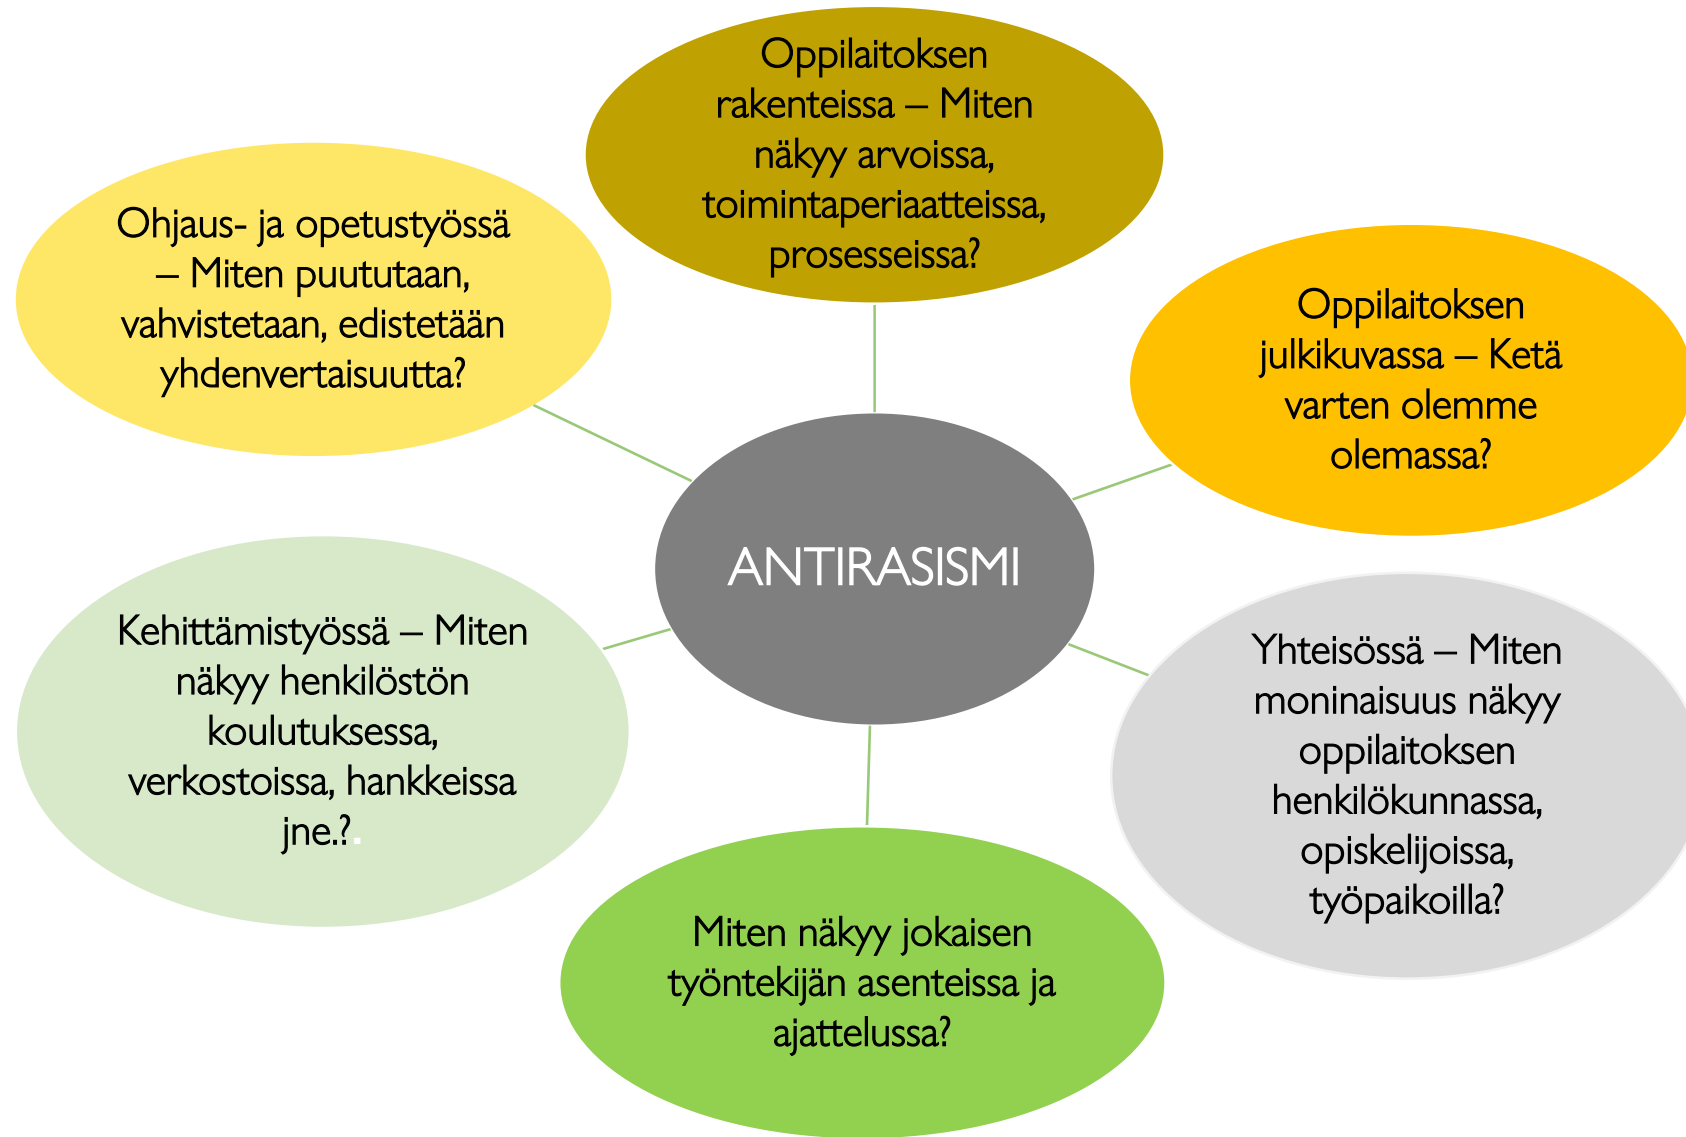 Oppilaitoksen
rakenteissa – Miten
näkyy arvoissa,
toimintaperiaatteissa,
prosesseissa?
Ohjaus- ja opetustyössä
– Miten puututaan,
vahvistetaan, edistetään
yhdenvertaisuutta?
Oppilaitoksen
julkikuvassa – Ketä
varten olemme
olemassa?
ANTIRASISMI
Kehittämistyössä – Miten
näkyy henkilöstön
koulutuksessa,
verkostoissa, hankkeissa
jne.?.
Yhteisössä – Miten
moninaisuus näkyy
oppilaitoksen
henkilökunnassa,
opiskelijoissa,
työpaikoilla?
Miten näkyy jokaisen
työntekijän asenteissa ja
ajattelussa?